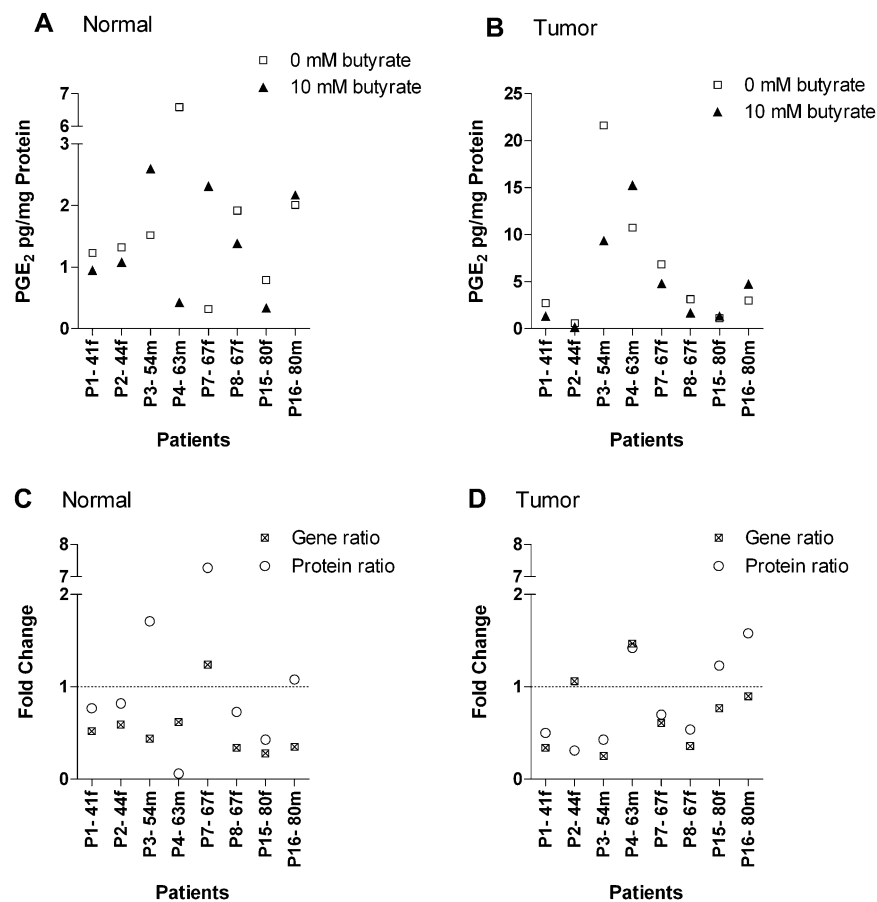 A Normal
0 mM butyrate
10 mM butyrate
7
6
3
2
1
0
PGE2 pg/mg Protein
P1- 41f
P2- 44f
P3- 54m
P4- 63m
P7- 67f
P8- 67f
P15- 80f
P16- 80m
Patients
B Tumor
0 mM butyrate
10 mM butyrate
25
20
15
10
5
0
PGE2 pg/mg Protein
P1- 41f
P2- 44f
P3- 54m
P4- 63m
P7- 67f
P8- 67f
P15- 80f
P16- 80m
Patients
C Normal
Gene ratio
Protein ratio
8
7
2
1
0
Fold Change
P1- 41f
P2- 44f
P3- 54m
P4- 63m
P7- 67f
P8- 67f
P15- 80f
P16- 80m
Patients
D Tumor
Gene ratio
Protein ratio
8
7
2
1
0
Fold Change
P1- 41f
P2- 44f
P3- 54m
P4- 63m
P7- 67f
P8- 67f
P15- 80f
P16- 80m
Patients